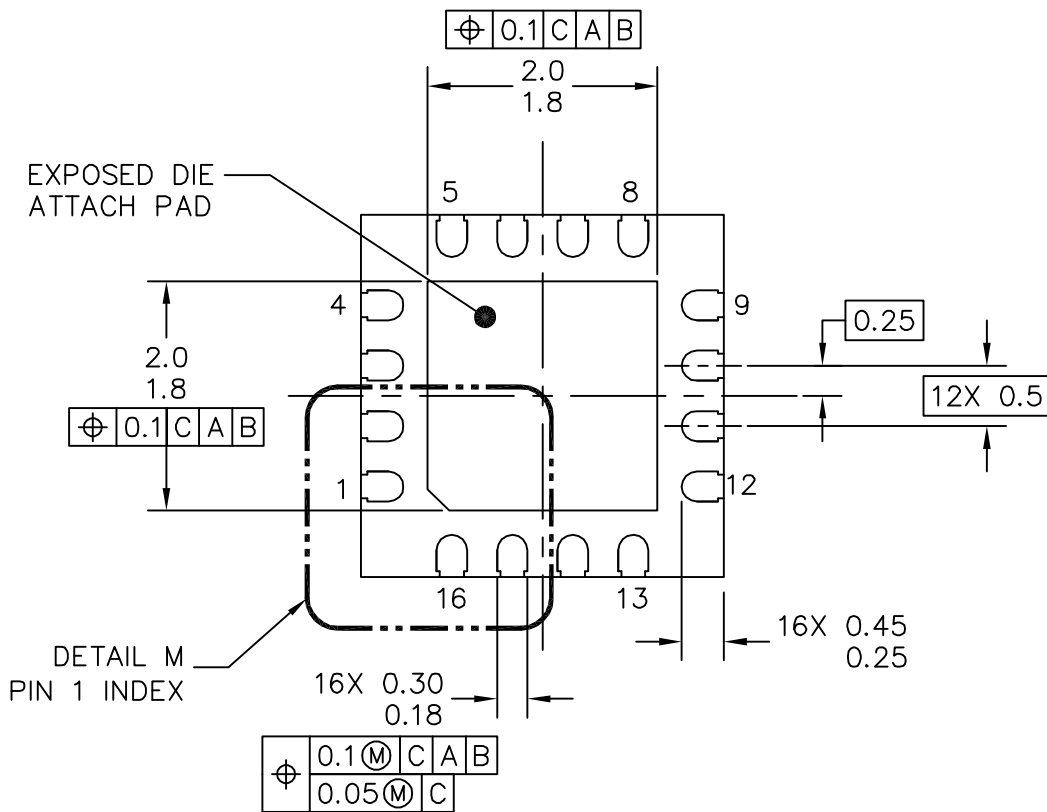 ⌖ 0.1 C A B
2.0
1.8
EXPOSED DIE
ATTACH PAD
5
8
4
9
0.25
2.0
1.8
12X 0.5
⌖ 0.1 C A B
1
12
16
13
16X 0.45
0.25
DETAIL M
PIN 1 INDEX
16X 0.30
0.18
⌖ 0.1Ⓜ C A B
0.05Ⓜ C